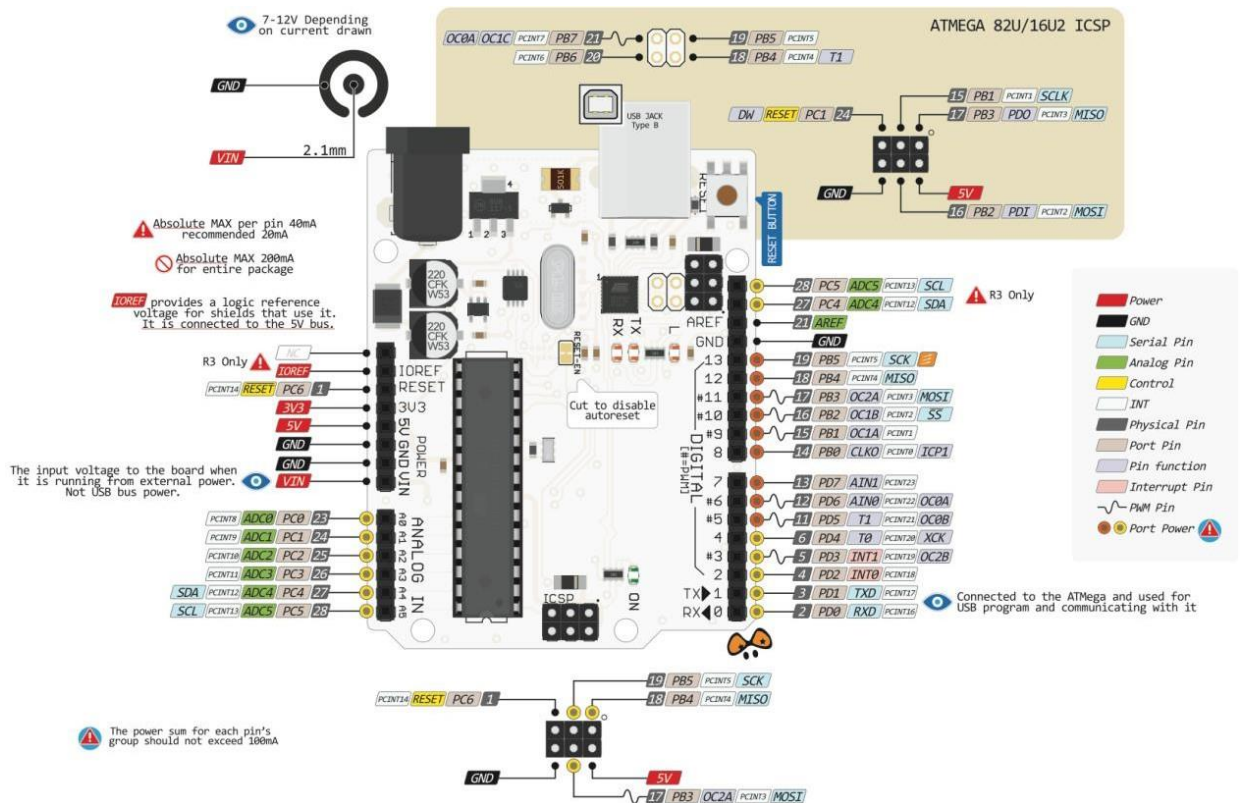 7-12V Depending
on current drawn
GND
VIN
2.1mm
ATMEGA 82U/16U2 ICSP
OC0A OC1C PCINT7 PB7 21
19 PB5 PCINT5
PCINT6 PB6 20
18 PB4 PCINT4 T1
USB JACK
Type B
15 PB1 PCINT1 SCLK
DW RESET PC1 24
17 PB3 PDO PCINT3 MISO
GND
5V
16 PB2 PDI PCINT2 MOSI
RESET
RESET BUTTON
501K
4
1 2 3
Absolute MAX per pin 40mA
recommended 20mA
Absolute MAX 200mA
for entire package
IOREF provides a logic reference
voltage for shields that use it.
It is connected to the 5V bus.
220
CFK
W53
220
CFK
W53
1
TX
RX
L
RESET-EN
Cut to disable
autoreset
R3 Only
NC
IOREF
PCINT14 RESET PC6 1
3V3
5V
GND
GND
VIN
The input voltage to the board when
it is running from external power.
Not USB bus power.
IOREF
RESET
3V3
5V
GND
VIN
POWER
PCINT8 ADC0 PC0 23
PCINT9 ADC1 PC1 24
PCINT10 ADC2 PC2 25
PCINT11 ADC3 PC3 26
SDA PCINT12 ADC4 PC4 27
SCL PCINT13 ADC5 PC5 28
A0
A1
A2
A3
A4
A5
ANALOG IN
ICSP
ON
28 PC5 ADC5 PCINT13 SCL
27 PC4 ADC4 PCINT12 SDA
R3 Only
AREF 21 AREF
GND GND
13 19 PB5 PCINT5 SCK
12 18 PB4 PCINT4 MISO
#11 17 PB3 OC2A PCINT3 MOSI
#10 16 PB2 OC1B PCINT2 SS
#9 15 PB1 OC1A PCINT1
8 14 PB0 CLKO PCINT0 ICP1
DIGITAL
[#=PWM]
7 13 PD7 AIN1 PCINT23
#6 12 PD6 AIN0 PCINT22 OC0A
#5 11 PD5 T1 PCINT21 OC0B
4 6 PD4 T0 PCINT20 XCK
#3 5 PD3 INT1 PCINT19 OC2B
2 4 PD2 INT0 PCINT18
TX 1 3 PD1 TXD PCINT17
RX 0 2 PD0 RXD PCINT16
Connected to the ATMega and used for
USB program and communicating with it
Power
GND
Serial Pin
Analog Pin
Control
INT
Physical Pin
Port Pin
Pin function
Interrupt Pin
PWM Pin
Port Power
19 PB5 PCINT5 SCK
PCINT14 RESET PC6 1
18 PB4 PCINT4 MISO
GND
5V
17 PB3 OC2A PCINT3 MOSI
The power sum for each pin's
group should not exceed 100mA